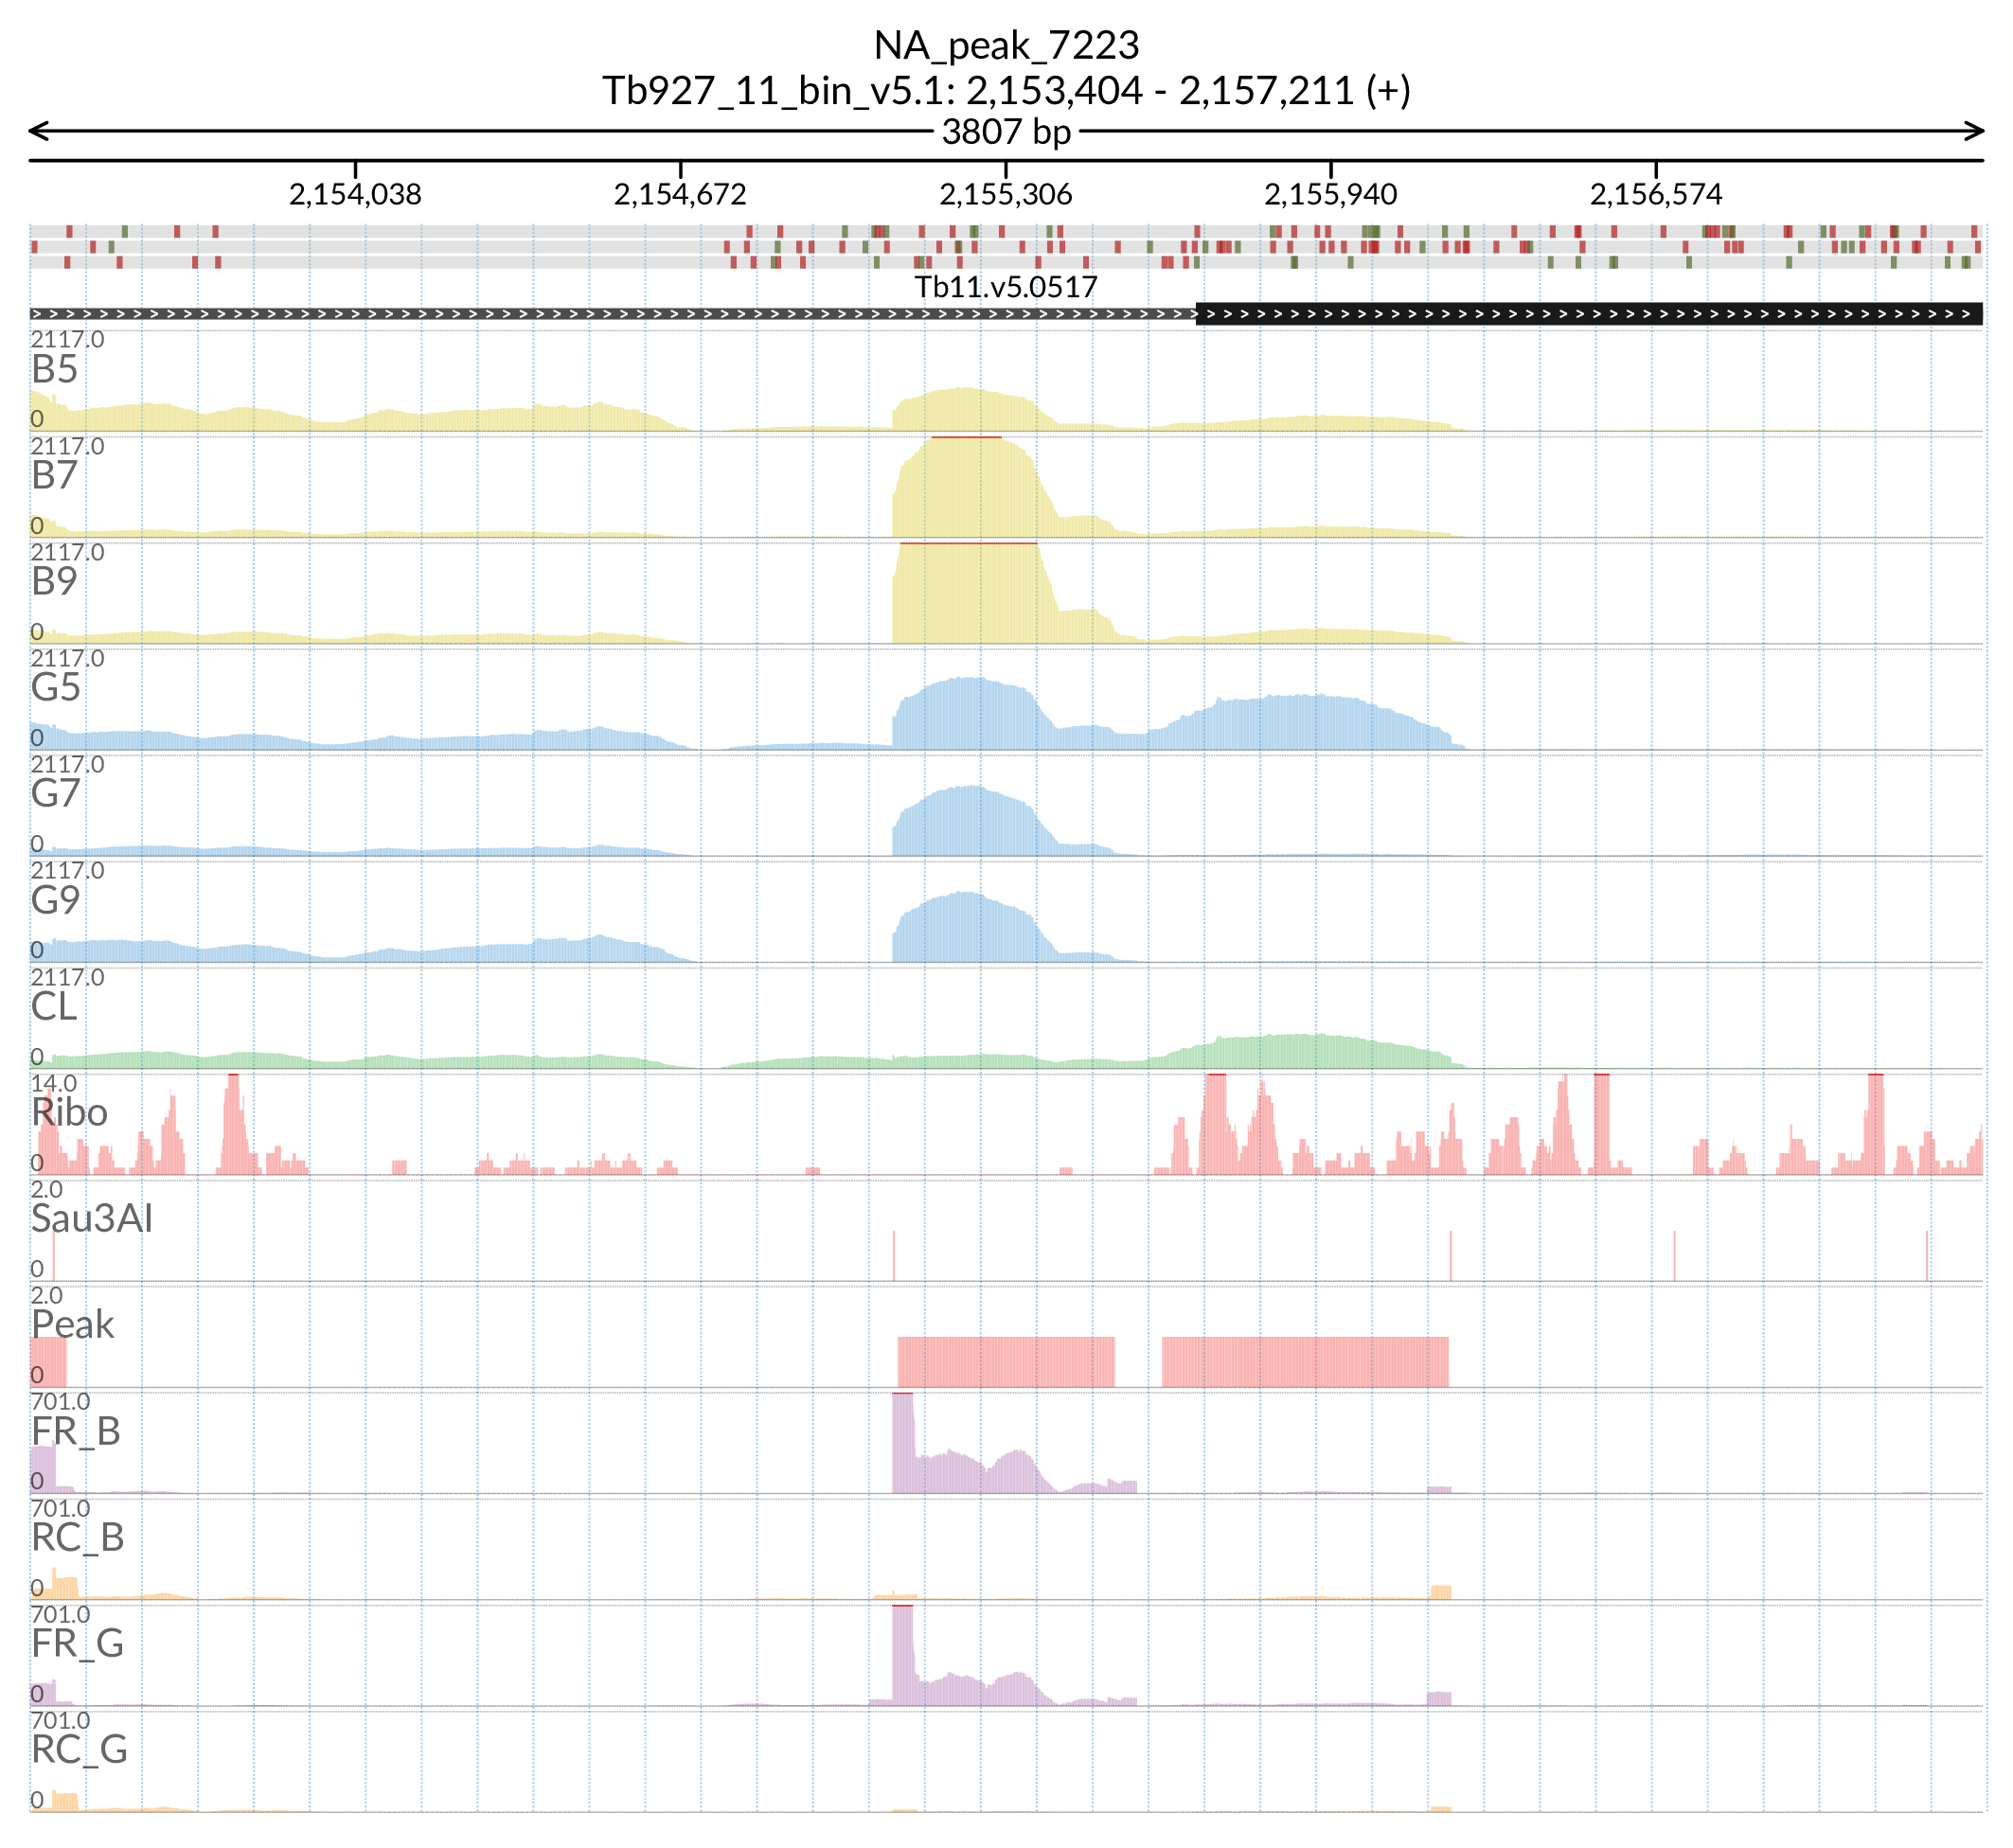 NA_peak_7223
Tb927_11_bin_v5.1: 2,153,404 - 2,157,211 (+)
3807 bp
2,154,038 2,154,672 2,155,306 2,155,940 2,156,574
Tb11.v5.0517
2117.0
B5
0
2117.0
B7
0
2117.0
B9
0
2117.0
G5
0
2117.0
G7
0
2117.0
G9
0
2117.0
CL
0
14.0
Ribo
0
2.0
Sau3AI
0
2.0
Peak
0
701.0
FR_B
0
701.0
RC_B
0
701.0
FR_G
0
701.0
RC_G
0